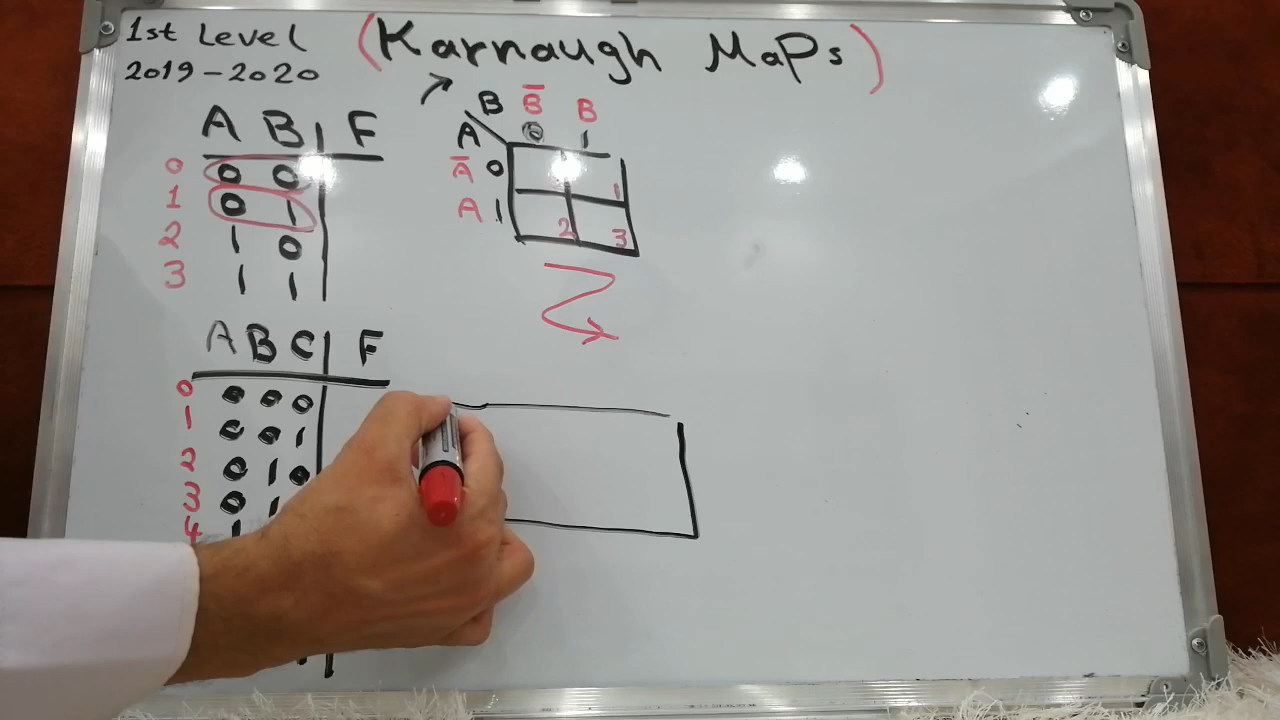 1st Level (Karnaugh Maps)
2019-2020
A B F
0 0 0
1 0 1
2 1 0
3 1 1
B B̅ B
A 0 1
A̅ 0 1
A 1 2 3
A B C F
0 0 0 0
1 0 0 1
2 0 1 0
3 0 1
4 1